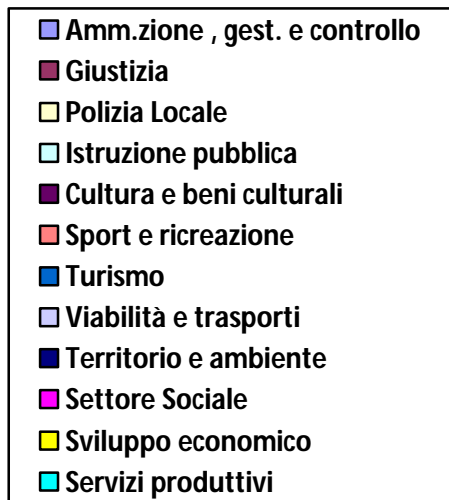 Amm.zione , gest. e controllo
Giustizia
Polizia Locale
Istruzione pubblica
Cultura e beni culturali
Sport e ricreazione
Turismo
Viabilità e trasporti
Territorio e ambiente
Settore Sociale
Sviluppo economico
Servizi produttivi